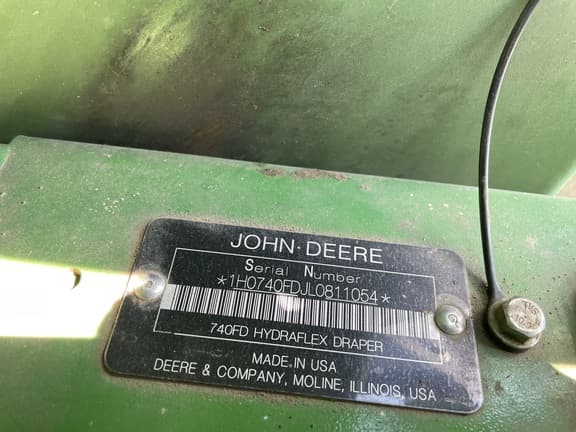 JOHN·DEERE
Serial Number
*1H0740FDJL0811054*
740FD HYDRAFLEX DRAPER
MADE IN USA
DEERE & COMPANY, MOLINE, ILLINOIS, USA